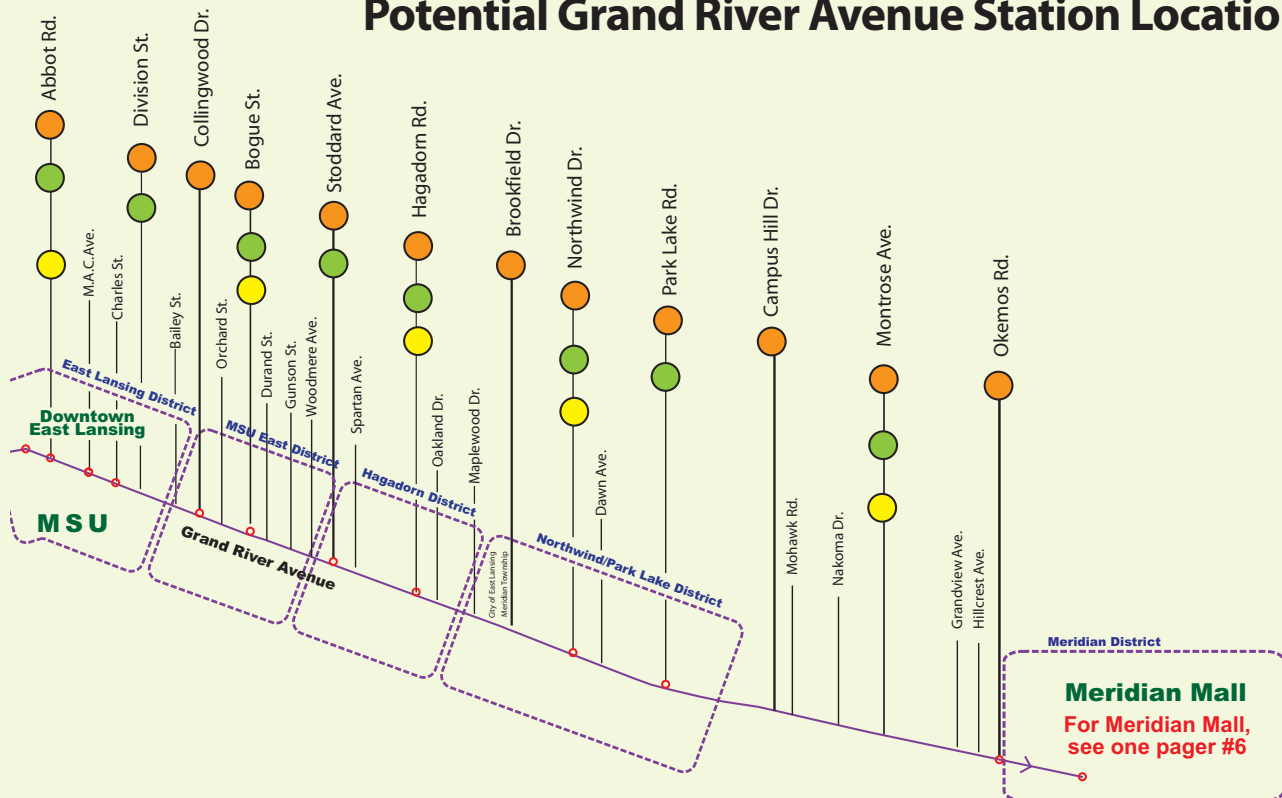 Potential Grand River Avenue Station Locatio
Abbot Rd.
M.A.C.Ave.
Charles St.
Division St.
Bailey St.
Collingwood Dr.
Orchard St.
Bogue St.
Durand St.
Gunson St.
Woodmere Ave.
Stoddard Ave.
Spartan Ave.
Hagadorn Rd.
Oakland Dr.
Maplewood Dr.
Brookfield Dr.
Northwind Dr.
Dawn Ave.
Park Lake Rd.
Campus Hill Dr.
Mohawk Rd.
Nakoma Dr.
Montrose Ave.
Grandview Ave.
Hillcrest Ave.
Okemos Rd.
East Lansing District
Downtown
East Lansing
MSU
MSU East District
Grand River Avenue
Hagadorn District
City of East Lansing
Meridian Township
Northwind/Park Lake District
Meridian District
Meridian Mall
For Meridian Mall,
see one pager #6